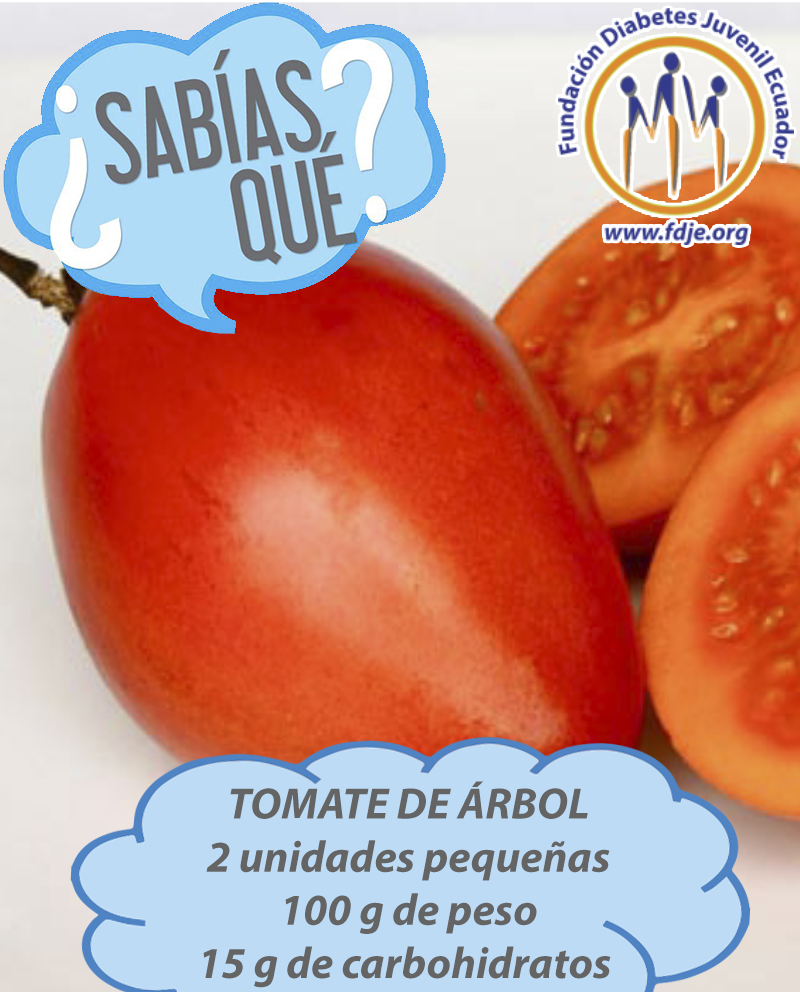 ¿SABÍAS
QUÉ?
Fundación Diabetes Juvenil Ecuador
www.fdje.org
TOMATE DE ÁRBOL
2 unidades pequeñas
100 g de peso
15 g de carbohidratos